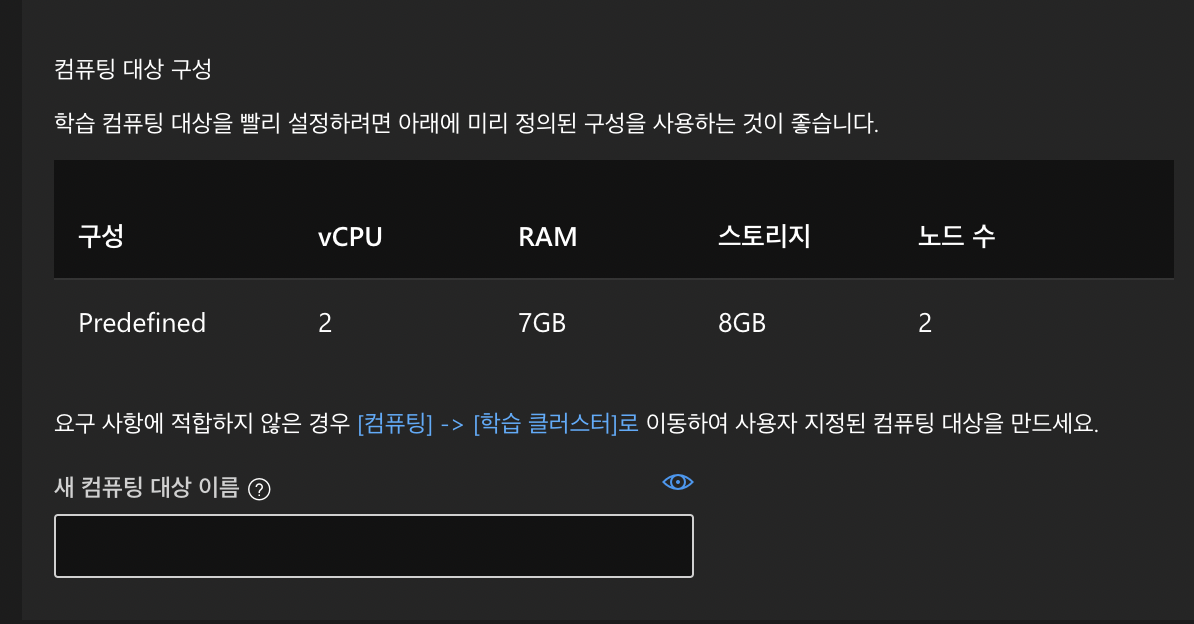 컴퓨팅 대상 구성
학습 컴퓨팅 대상을 빨리 설정하려면 아래에 미리 정의된 구성을 사용하는 것이 좋습니다.
구성 vCPU RAM 스토리지 노드 수
Predefined 2 7GB 8GB 2
요구 사항에 적합하지 않은 경우 [컴퓨팅] -> [학습 클러스터]로 이동하여 사용자 지정된 컴퓨팅 대상을 만드세요.
새 컴퓨팅 대상 이름 ?